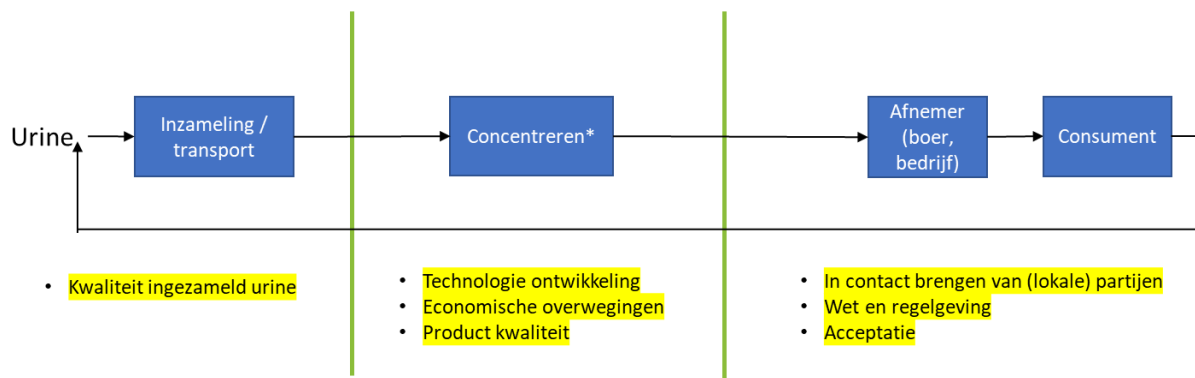 Urine
Inzameling /
transport
Concentreren*
Afnemer
(boer,
bedrijf)
Consument
• Kwaliteit ingezameld urine
• Technologie ontwikkeling
• Economische overwegingen
• Product kwaliteit
• In contact brengen van (lokale) partijen
• Wet en regelgeving
• Acceptatie